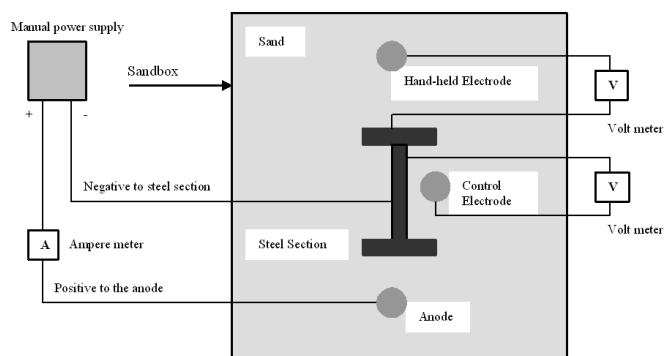 Manual power supply
+
-
Sandbox
Sand
Hand-held Electrode
V
Volt meter
Negative to steel section
Control
Electrode
V
Volt meter
A
Ampere meter
Steel Section
Positive to the anode
Anode